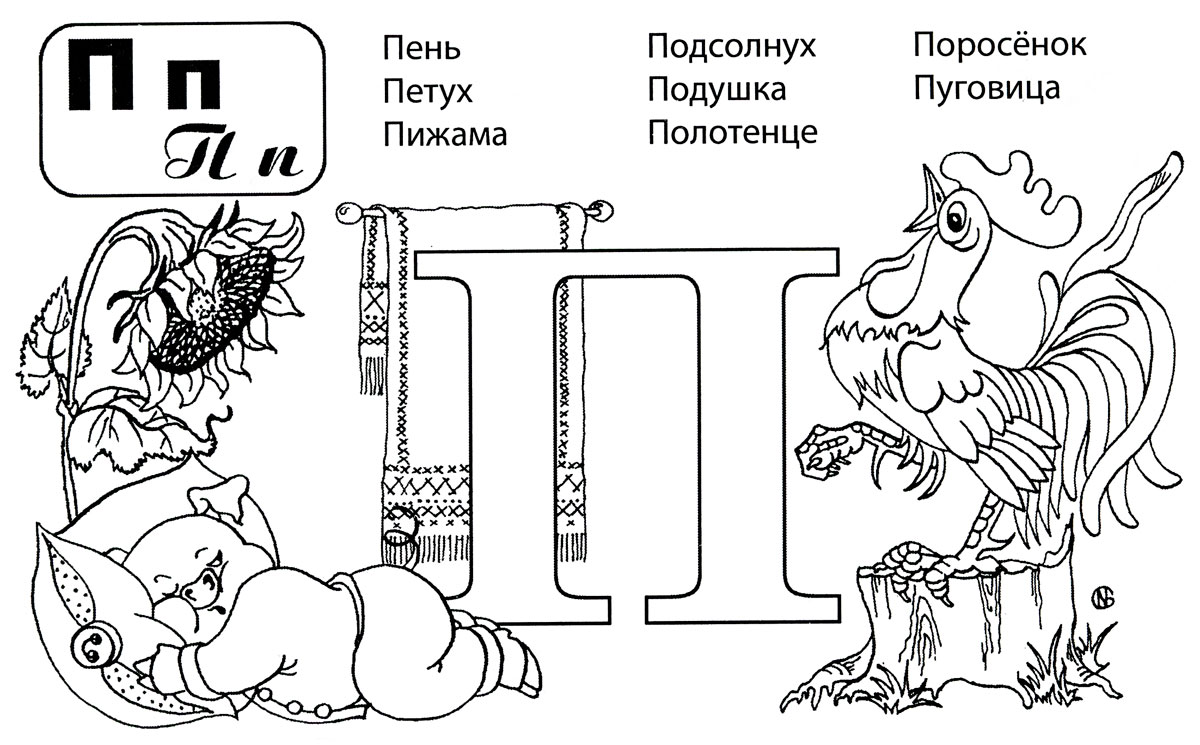 П п
П п
Пень
Петух
Пижама
Подсолнух
Подушка
Полотенце
Поросёнок
Пуговица
П